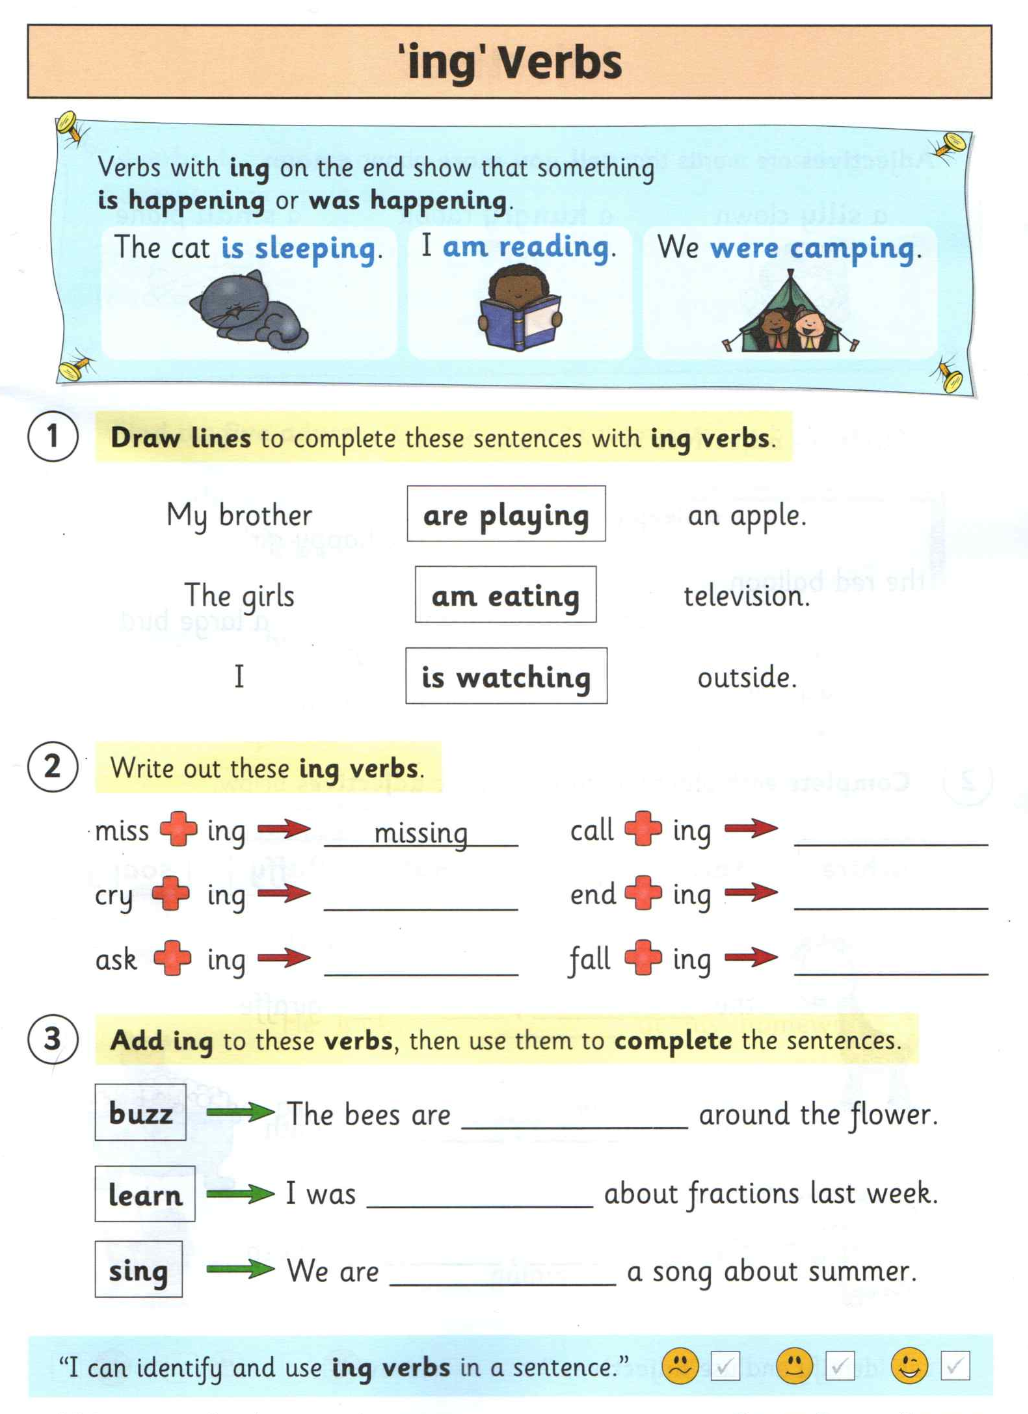 'ing' Verbs
Verbs with ing on the end show that something
is happening or was happening.
The cat is sleeping. I am reading. We were camping.
1 Draw lines to complete these sentences with ing verbs.
My brother are playing an apple.
The girls am eating television.
I is watching outside.
2 Write out these ing verbs.
miss + ing → missing call + ing →
cry + ing → end + ing →
ask + ing → fall + ing →
3 Add ing to these verbs, then use them to complete the sentences.
buzz → The bees are ____________ around the flower.
learn → I was ____________ about fractions last week.
sing → We are ____________ a song about summer.
“I can identify and use ing verbs in a sentence.” ✓ ✓ ✓